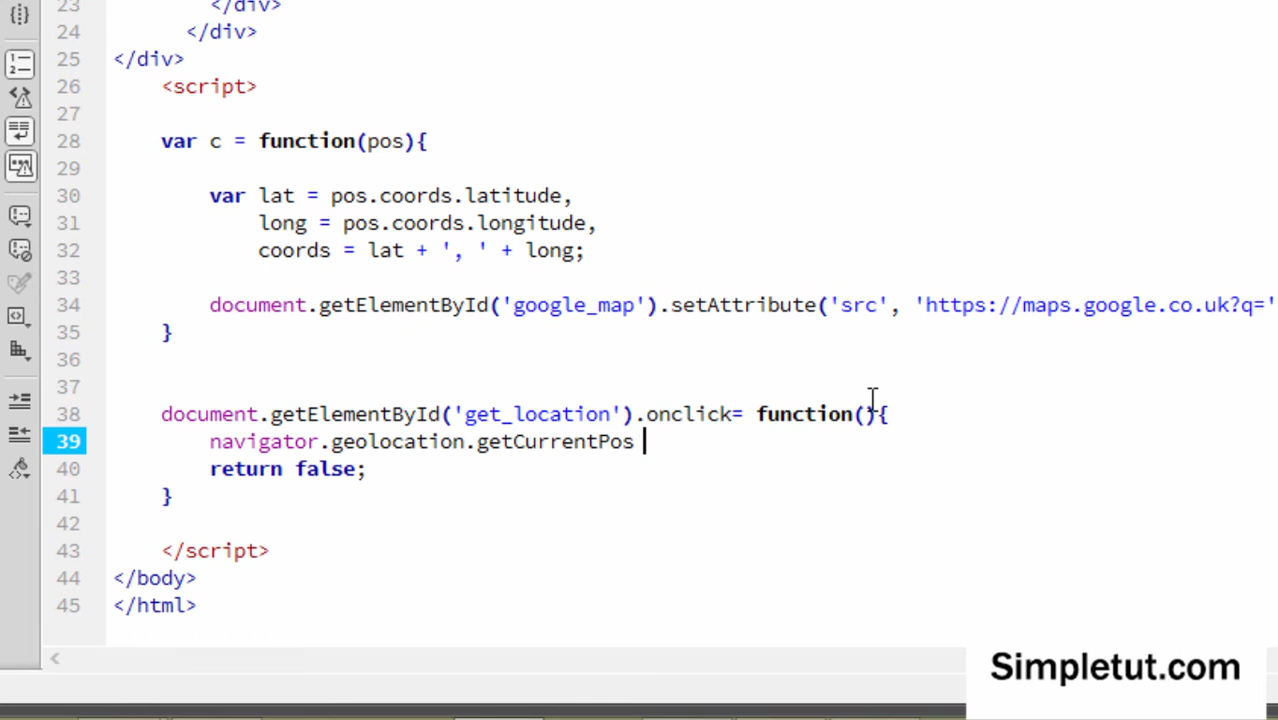 23 </div>
24 </div>
25 </div>
26 <script>
27
28 var c = function(pos){
29
30 var lat = pos.coords.latitude,
31 long = pos.coords.longitude,
32 coords = lat + ', ' + long;
33
34 document.getElementById('google_map').setAttribute('src', 'https://maps.google.co.uk?q='
35 }
36
37
38 document.getElementById('get_location').onclick= function(){
39 navigator.geolocation.getCurrentPos
40 return false;
41 }
42
43 </script>
44 </body>
45 </html>
Simpletut.com